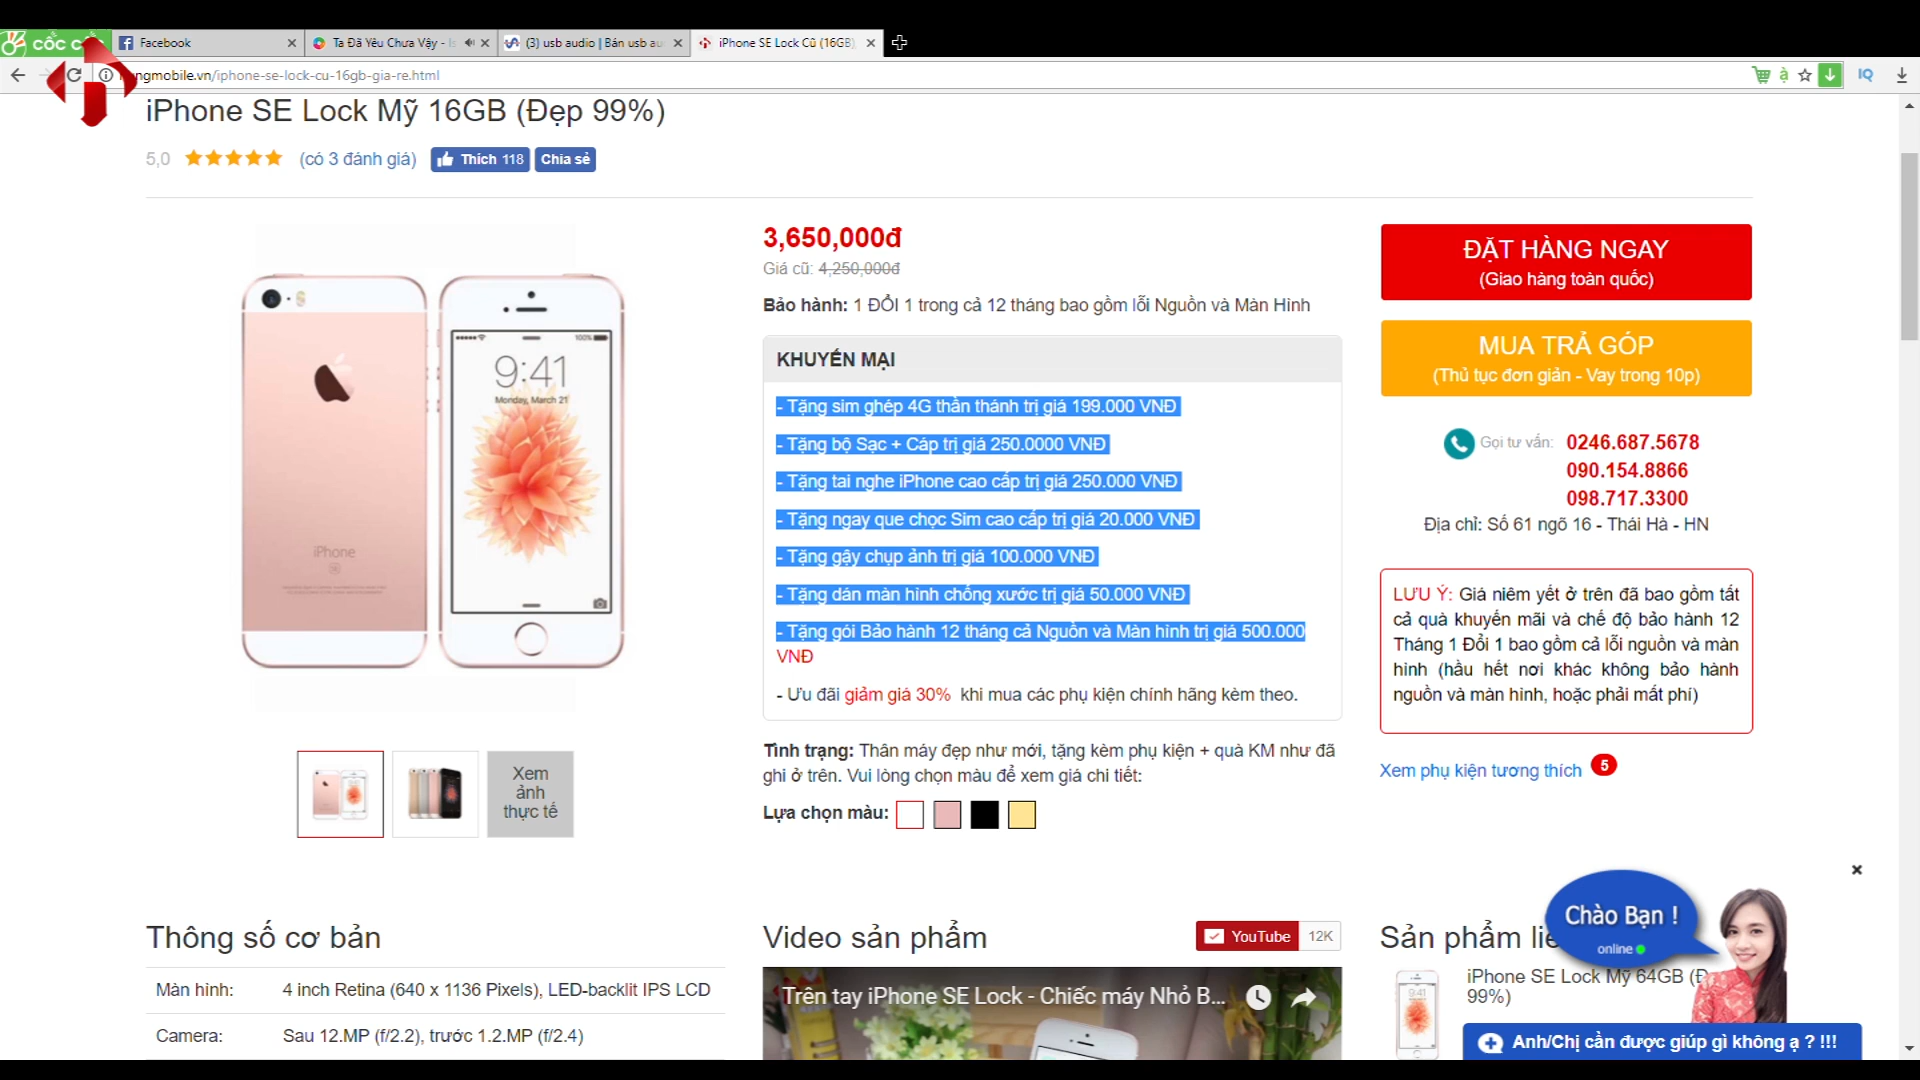 Facebook
Ta Đã Yêu Chưa Vậy -
(3) usb audio | Bán usb au
iPhone SE Lock Cũ (16GB)
ngmobile.vn/iphone-se-lock-cu-16gb-gia-re.html
IQ
iPhone SE Lock Mỹ 16GB (Đẹp 99%)
5,0 (có 3 đánh giá) Thích 118 Chia sẻ
3,650,000đ
Giá cũ: 4,250,000đ
Bảo hành: 1 ĐỔI 1 trong cả 12 tháng bao gồm lỗi Nguồn và Màn Hình
KHUYẾN MẠI
- Tặng sim ghép 4G thần thánh trị giá 199.000 VNĐ
- Tặng bộ Sạc + Cáp trị giá 250.0000 VNĐ
- Tặng tai nghe iPhone cao cấp trị giá 250.000 VNĐ
- Tặng ngay que chọc Sim cao cấp trị giá 20.000 VNĐ
- Tặng gậy chụp ảnh trị giá 100.000 VNĐ
- Tặng dán màn hình chống xước trị giá 50.000 VNĐ
- Tặng gói Bảo hành 12 tháng cả Nguồn và Màn hình trị giá 500.000
VNĐ
- Ưu đãi giảm giá 30% khi mua các phụ kiện chính hãng kèm theo.
Tình trạng: Thân máy đẹp như mới, tặng kèm phụ kiện + quà KM như đã
ghi ở trên. Vui lòng chọn màu để xem giá chi tiết:
Lựa chọn màu:
ĐẶT HÀNG NGAY
(Giao hàng toàn quốc)
MUA TRẢ GÓP
(Thủ tục đơn giản - Vay trong 10p)
Gọi tư vấn: 0246.687.5678
090.154.8866
098.717.3300
Địa chỉ: Số 61 ngõ 16 - Thái Hà - HN
LƯU Ý: Giá niêm yết ở trên đã bao gồm tất
cả quà khuyến mãi và chế độ bảo hành 12
Tháng 1 Đổi 1 bao gồm cả lỗi nguồn và màn
hình (hầu hết nơi khác không bảo hành
nguồn và màn hình, hoặc phải mất phí)
Xem phụ kiện tương thích 5
100%
9:41
Monday, March 21
iPhone
Xem
ảnh
thực tế
Thông số cơ bản
Màn hình: 4 inch Retina (640 x 1136 Pixels), LED-backlit IPS LCD
Camera: Sau 12.MP (f/2.2), trước 1.2.MP (f/2.4)
Video sản phẩm
YouTube 12K
Trên tay iPhone SE Lock - Chiếc máy Nhỏ B...
Sản phẩm liê
iPhone SE Lock Mỹ 64GB (Đ
99%)
Chào Bạn !
online
Anh/Chị cần được giúp gì không ạ ? !!!